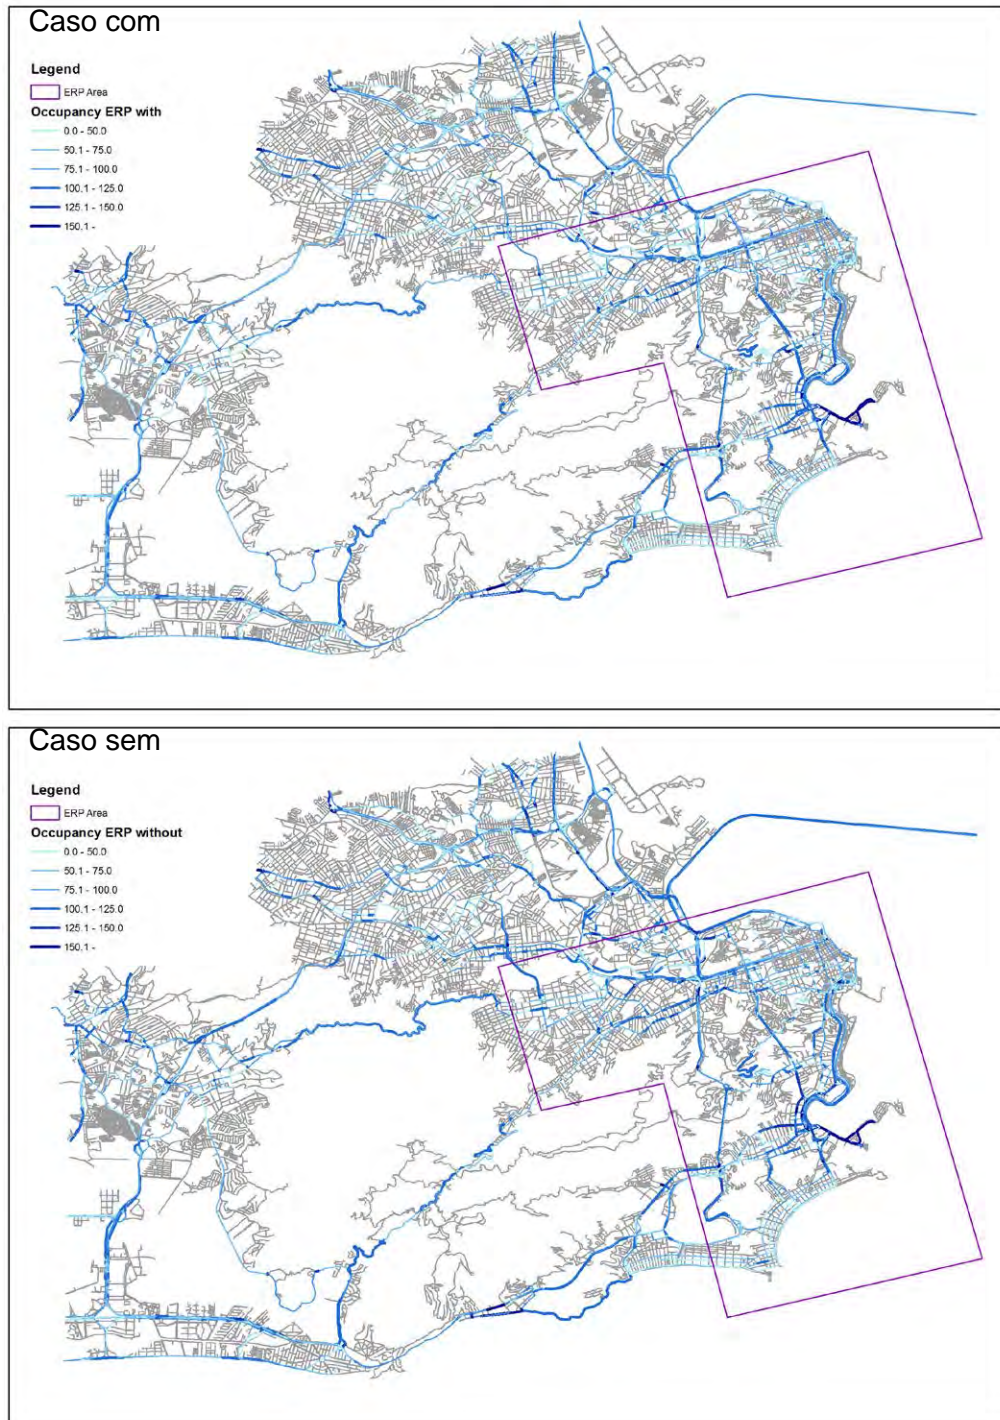 Caso com
Legend
ERP Area
Occupancy ERP with
0.0 - 50.0
50.1 - 75.0
75.1 - 100.0
100.1 - 125.0
125.1 - 150.0
150.1 -
Caso sem
Legend
ERP Area
Occupancy ERP without
0.0 - 50.0
50.1 - 75.0
75.1 - 100.0
100.1 - 125.0
125.1 - 150.0
150.1 -